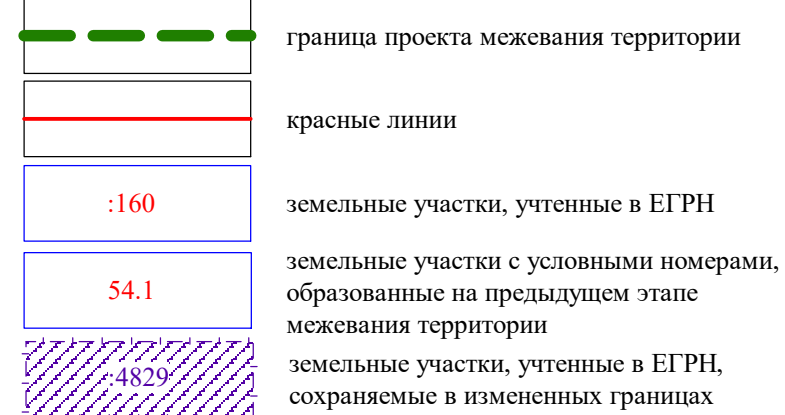 граница проекта межевания территории
красные линии
:160
земельные участки, учтенные в ЕГРН
54.1
земельные участки с условными номерами,
образованные на предыдущем этапе
межевания территории
:4829
земельные участки, учтенные в ЕГРН,
сохраняемые в измененных границах